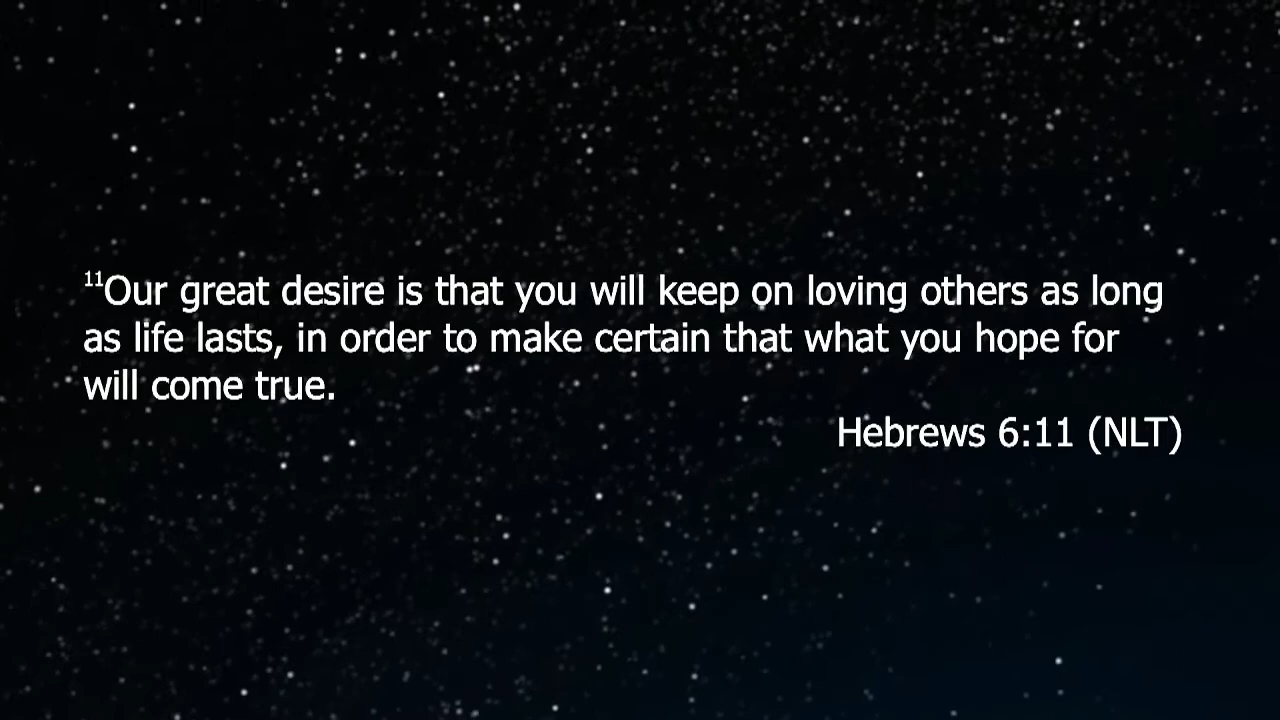 ¹¹Our great desire is that you will keep on loving others as long
as life lasts, in order to make certain that what you hope for
will come true.
Hebrews 6:11 (NLT)